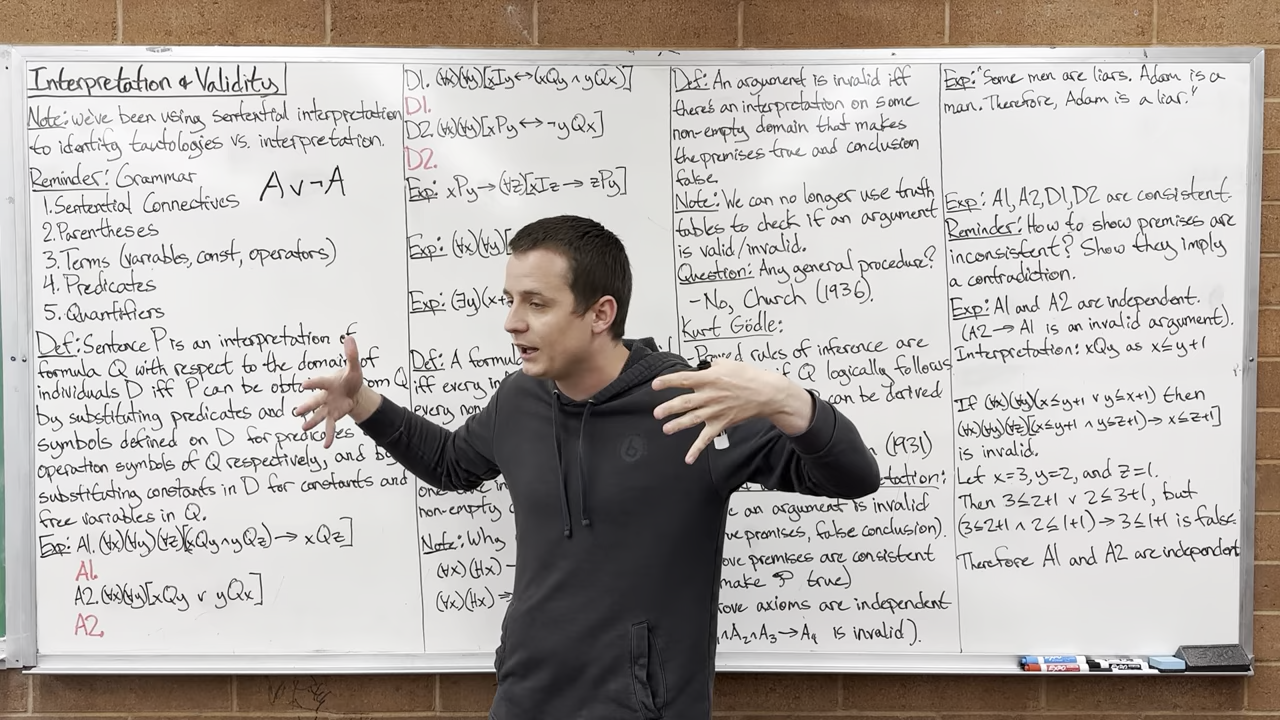 Interpretation & Validity
Note: we've been using sentential interpretation
to identify tautologies vs. interpretation.
Reminder: Grammar
1. Sentential Connectives
2. Parentheses
3. Terms (variables, const, operators)
4. Predicates
5. Quantifiers
A∨¬A
Def: Sentence P is an interpretation of
formula Q with respect to the domain of
individuals D iff P can be from Q
by substituting predicates and
symbols defined on D for predicates
operation symbols of Q respectively, and by
substituting constants in D for constants and
free variables in Q.
Exp: A1. (∀x)(∀y)(∀z)[xQy ∧ yQz) → xQz]
A1.
A2. (∀x)(∀y)[xQy ∨ yQx]
A2.
D1. (∀x)(∀y)[xIy ↔ (xQy ∧ yQx)]
D1.
D2. (∀x)(∀y)[xPy ↔ ¬yQx]
D2.
Exp: xPy → (∀z)[xIz → zPy]
Exp: (∀x)(∀y)[
Exp: (∃y)(x+
Def: A formula
iff every in
every non
non-empty
Note: Why
(∀x)(Hx) →
(∀x)(Hx) →
Def: An argument is invalid iff
there's an interpretation on some
non-empty domain that makes
the premises true and conclusion
false.
Note: We can no longer use truth
tables to check if an argument
is valid/invalid.
Question: Any general procedure?
- No, Church (1936).
Kurt Gödle:
- Proved rules of inference are
if Q logically follows
can be derived
(1931)
tation:
an argument is invalid
premises, false conclusion).
premises are consistent
make P true)
axioms are independent
∧A2∧A3→A4 is invalid).
Exp: "Some men are liars. Adam is a
man. Therefore, Adam is a liar."
Exp: A1, A2, D1, D2 are consistent.
Reminder: How to show premises are
inconsistent? Show they imply
a contradiction.
Exp: A1 and A2 are independent.
(A2 → A1 is an invalid argument).
Interpretation: xQy as x≤y+1
If (∀x)(∀y)(x≤y+1 ∨ y≤x+1) then
(∀x)(∀y)(∀z)[(x≤y+1 ∧ y≤z+1) → x≤z+1]
is invalid.
Let x=3, y=2, and z=1.
Then 3≤2+1 ∨ 2≤3+1, but
(3≤2+1 ∧ 2≤1+1) → 3≤1+1 is false
Therefore A1 and A2 are independent